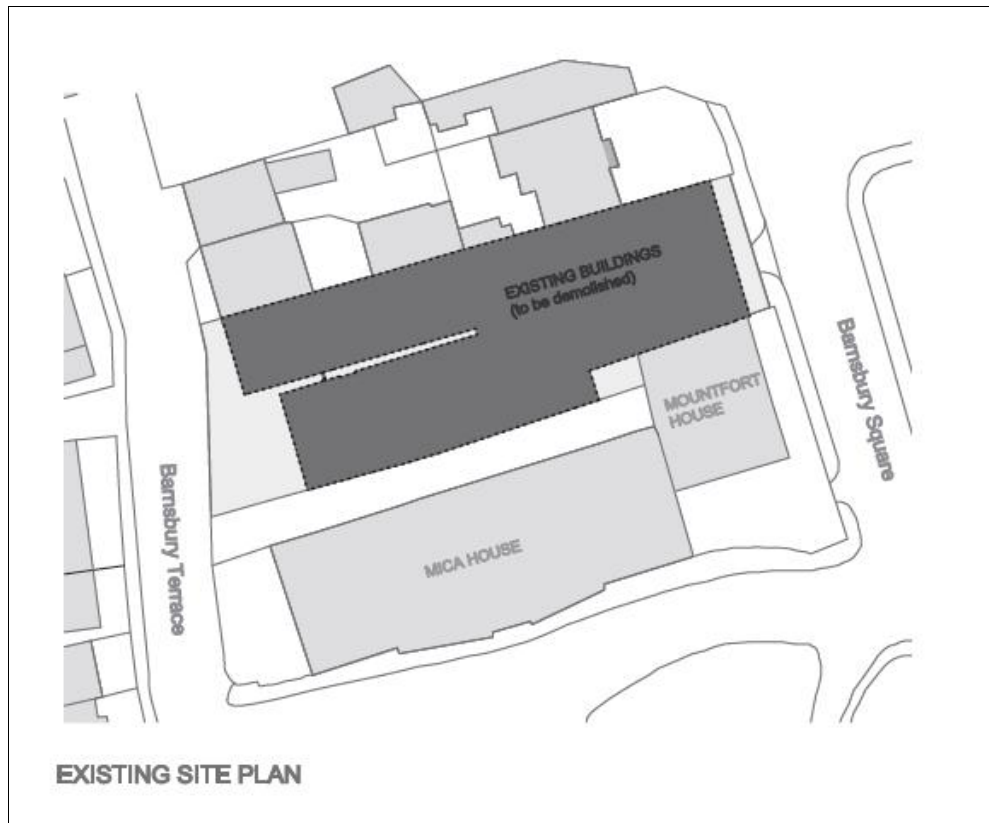 EXISTING BUILDINGS
(to be demolished)
MOUNTFORT
HOUSE
Barnsbury Square
Barnsbury Terrace
MICA HOUSE
EXISTING SITE PLAN